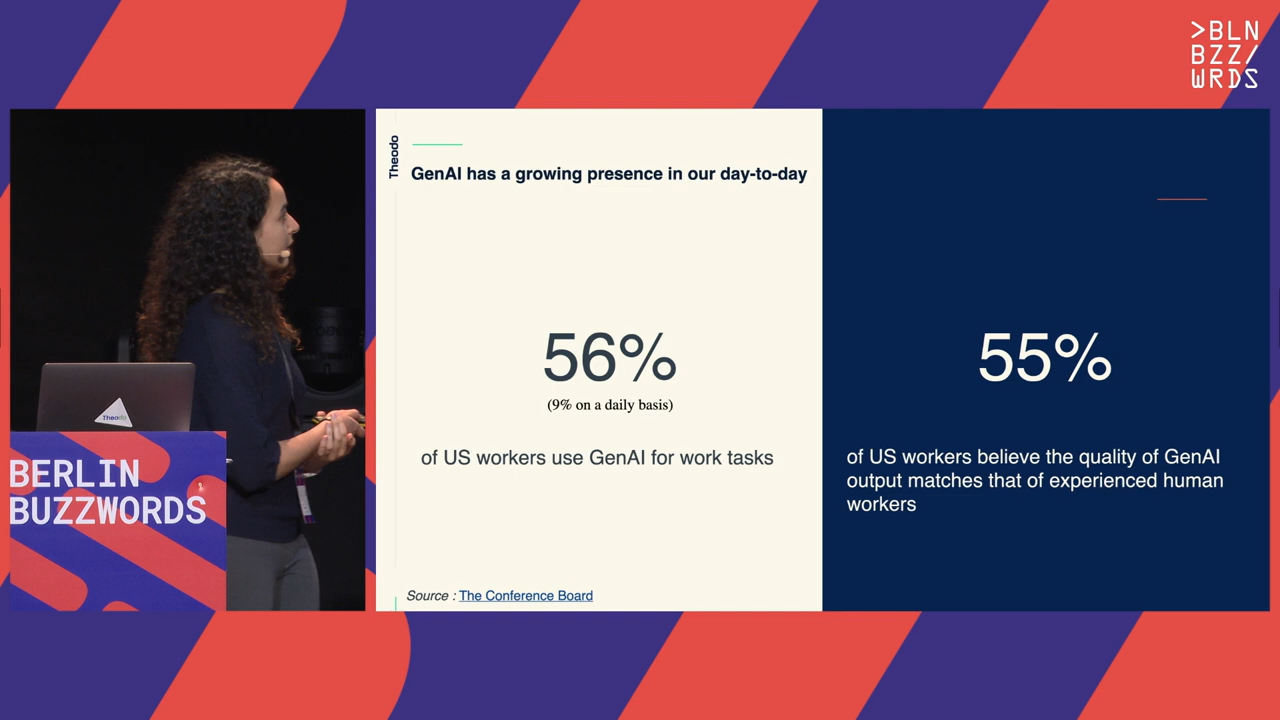 >BLN
BZZ/
WRDS
Theodo
BERLIN
BUZZWORDS
Theodo
GenAI has a growing presence in our day-to-day
56%
(9% on a daily basis)
of US workers use GenAI for work tasks
Source : The Conference Board
55%
of US workers believe the quality of GenAI
output matches that of experienced human
workers